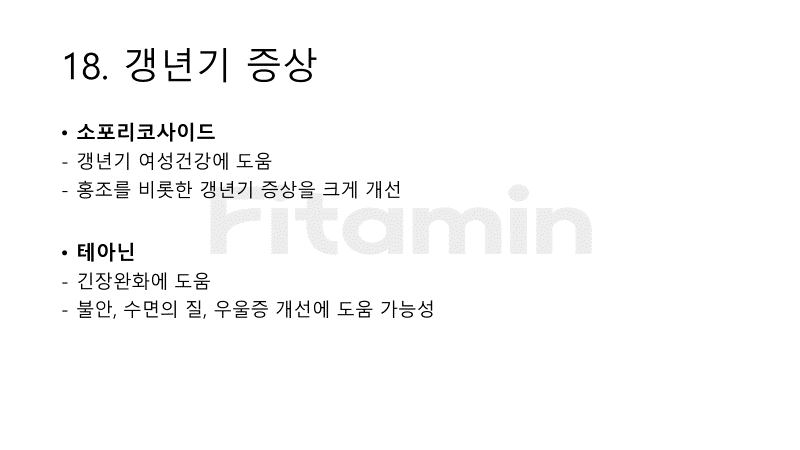 18. 갱년기 증상
• 소포리코사이드
- 갱년기 여성건강에 도움
- 홍조를 비롯한 갱년기 증상을 크게 개선
Fitamin
• 테아닌
- 긴장완화에 도움
- 불안, 수면의 질, 우울증 개선에 도움 가능성